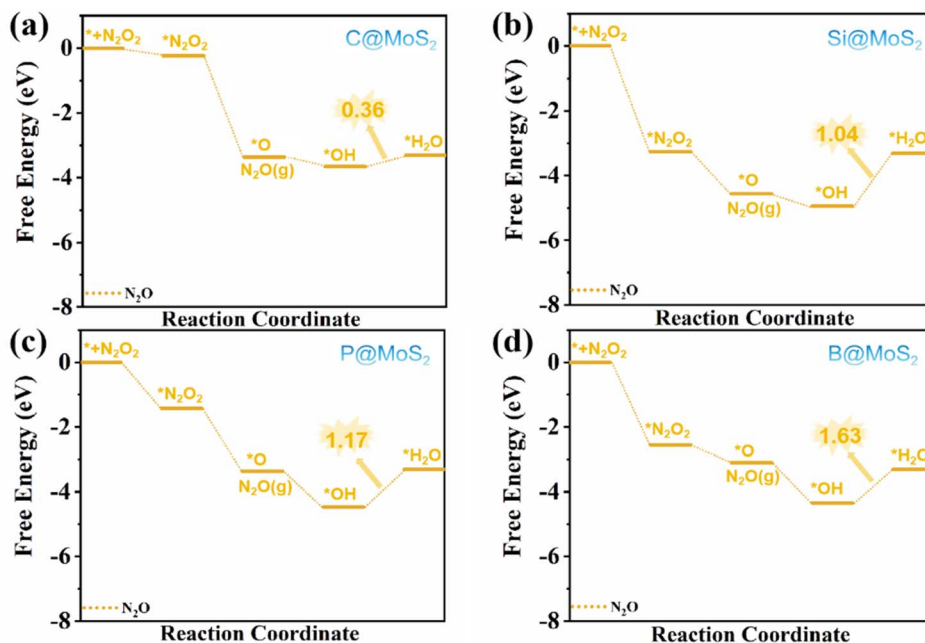 (a)
C@MoS₂
*+N₂O₂
*N₂O₂
0.36
*O
N₂O(g)
*OH
*H₂O
0
-2
-4
-6
-8
Free Energy (eV)
N₂O
Reaction Coordinate
(b)
Si@MoS₂
*+N₂O₂
*N₂O₂
1.04
*O
N₂O(g)
*OH
*H₂O
0
-2
-4
-6
-8
Free Energy (eV)
N₂O
Reaction Coordinate
(c)
P@MoS₂
*+N₂O₂
*N₂O₂
1.17
*O
N₂O(g)
*OH
*H₂O
0
-2
-4
-6
-8
Free Energy (eV)
N₂O
Reaction Coordinate
(d)
B@MoS₂
*+N₂O₂
*N₂O₂
1.63
*O
N₂O(g)
*OH
*H₂O
0
-2
-4
-6
-8
Free Energy (eV)
N₂O
Reaction Coordinate